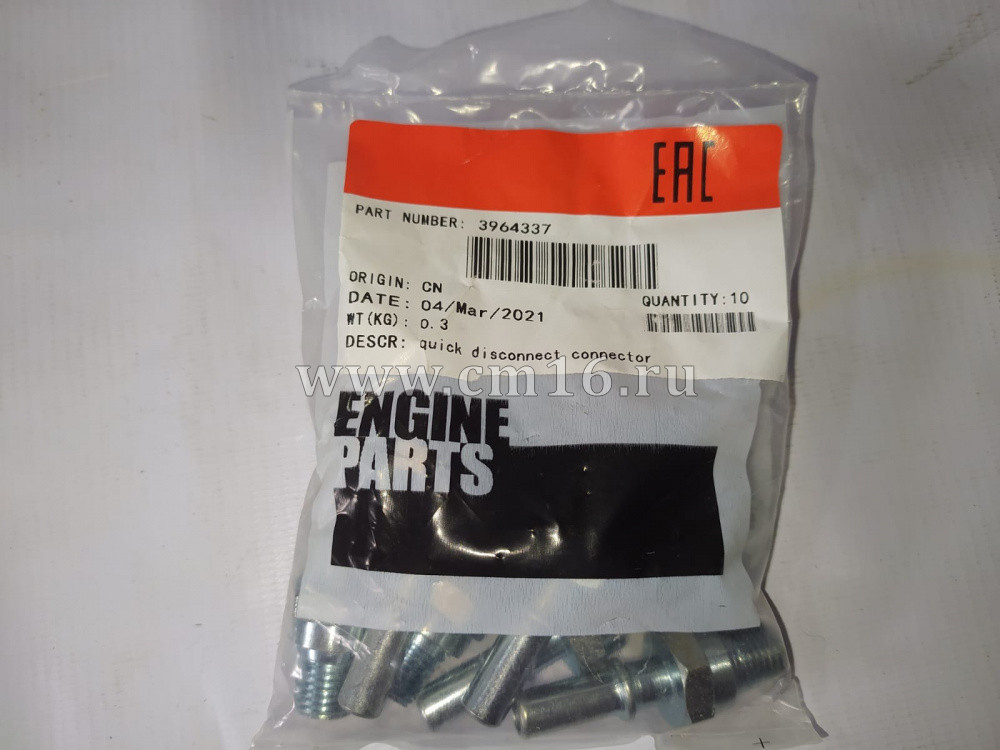 EAC
PART NUMBER: 3964337
ORIGIN: CN
DATE: 04/Mar/2021
QUANTITY:10
WT(KG): 0.3
DESCR: quick disconnect connector
www.cm16.ru
ENGINE
PARTS